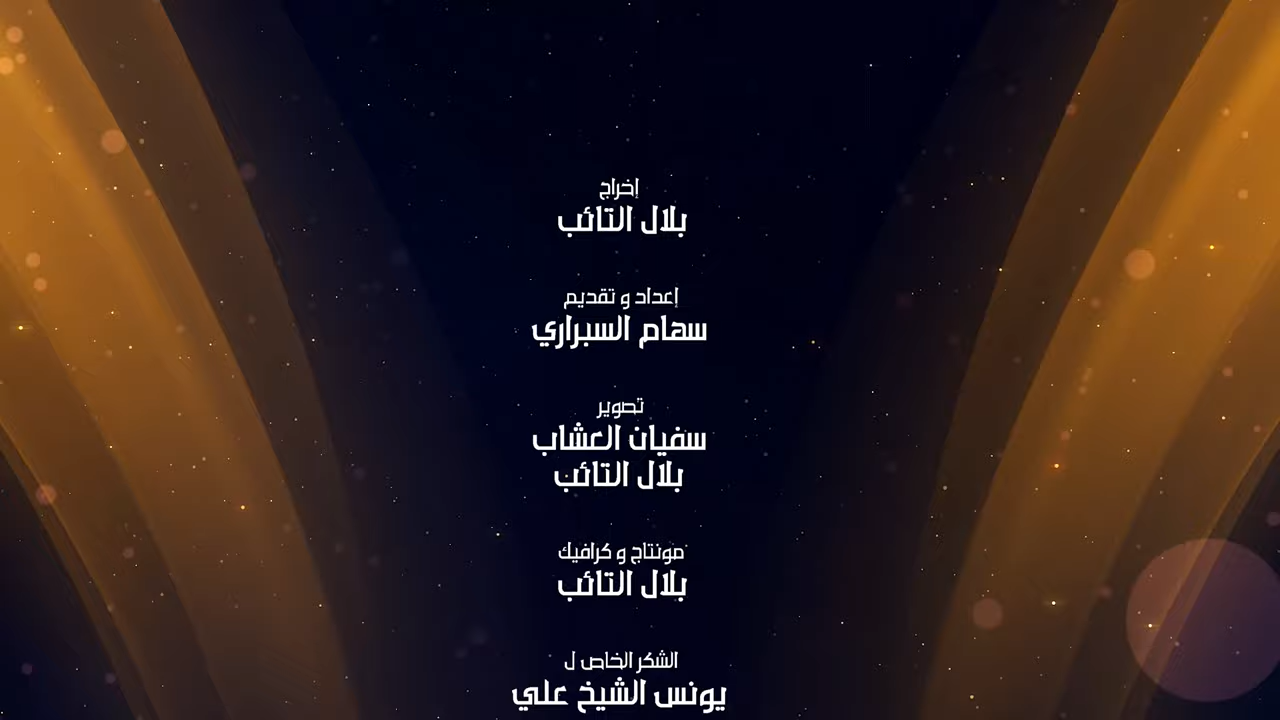 إخراج
بلال التائب
إعداد و تقديم
سهام السبراري
تصوير
سفيان العشاب
بلال التائب
مونتاج و كرافيك
بلال التائب
الشكر الخاص ل
يونس الشيخ علي